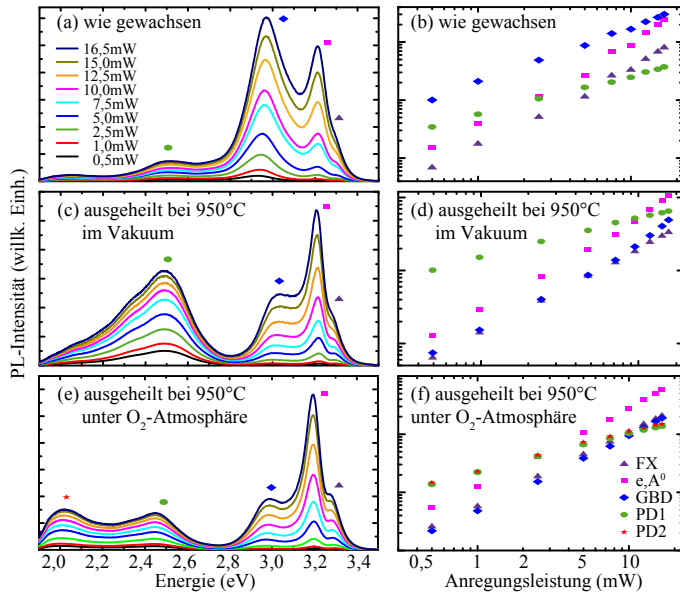 (a) wie gewachsen
16,5mW
15,0mW
12,5mW
10,0mW
7,5mW
5,0mW
2,5mW
1,0mW
0,5mW
(b) wie gewachsen
PL-Intensität (willk. Einh.)
(c) ausgeheilt bei 950°C
im Vakuum
(d) ausgeheilt bei 950°C
im Vakuum
(e) ausgeheilt bei 950°C
unter O₂-Atmosphäre
(f) ausgeheilt bei 950°C
unter O₂-Atmosphäre
FX
e,A⁰
GBD
PD1
PD2
2,0 2,2 2,4 2,6 2,8 3,0 3,2 3,4
Energie (eV)
0,5 1 5 10
Anregungsleistung (mW)